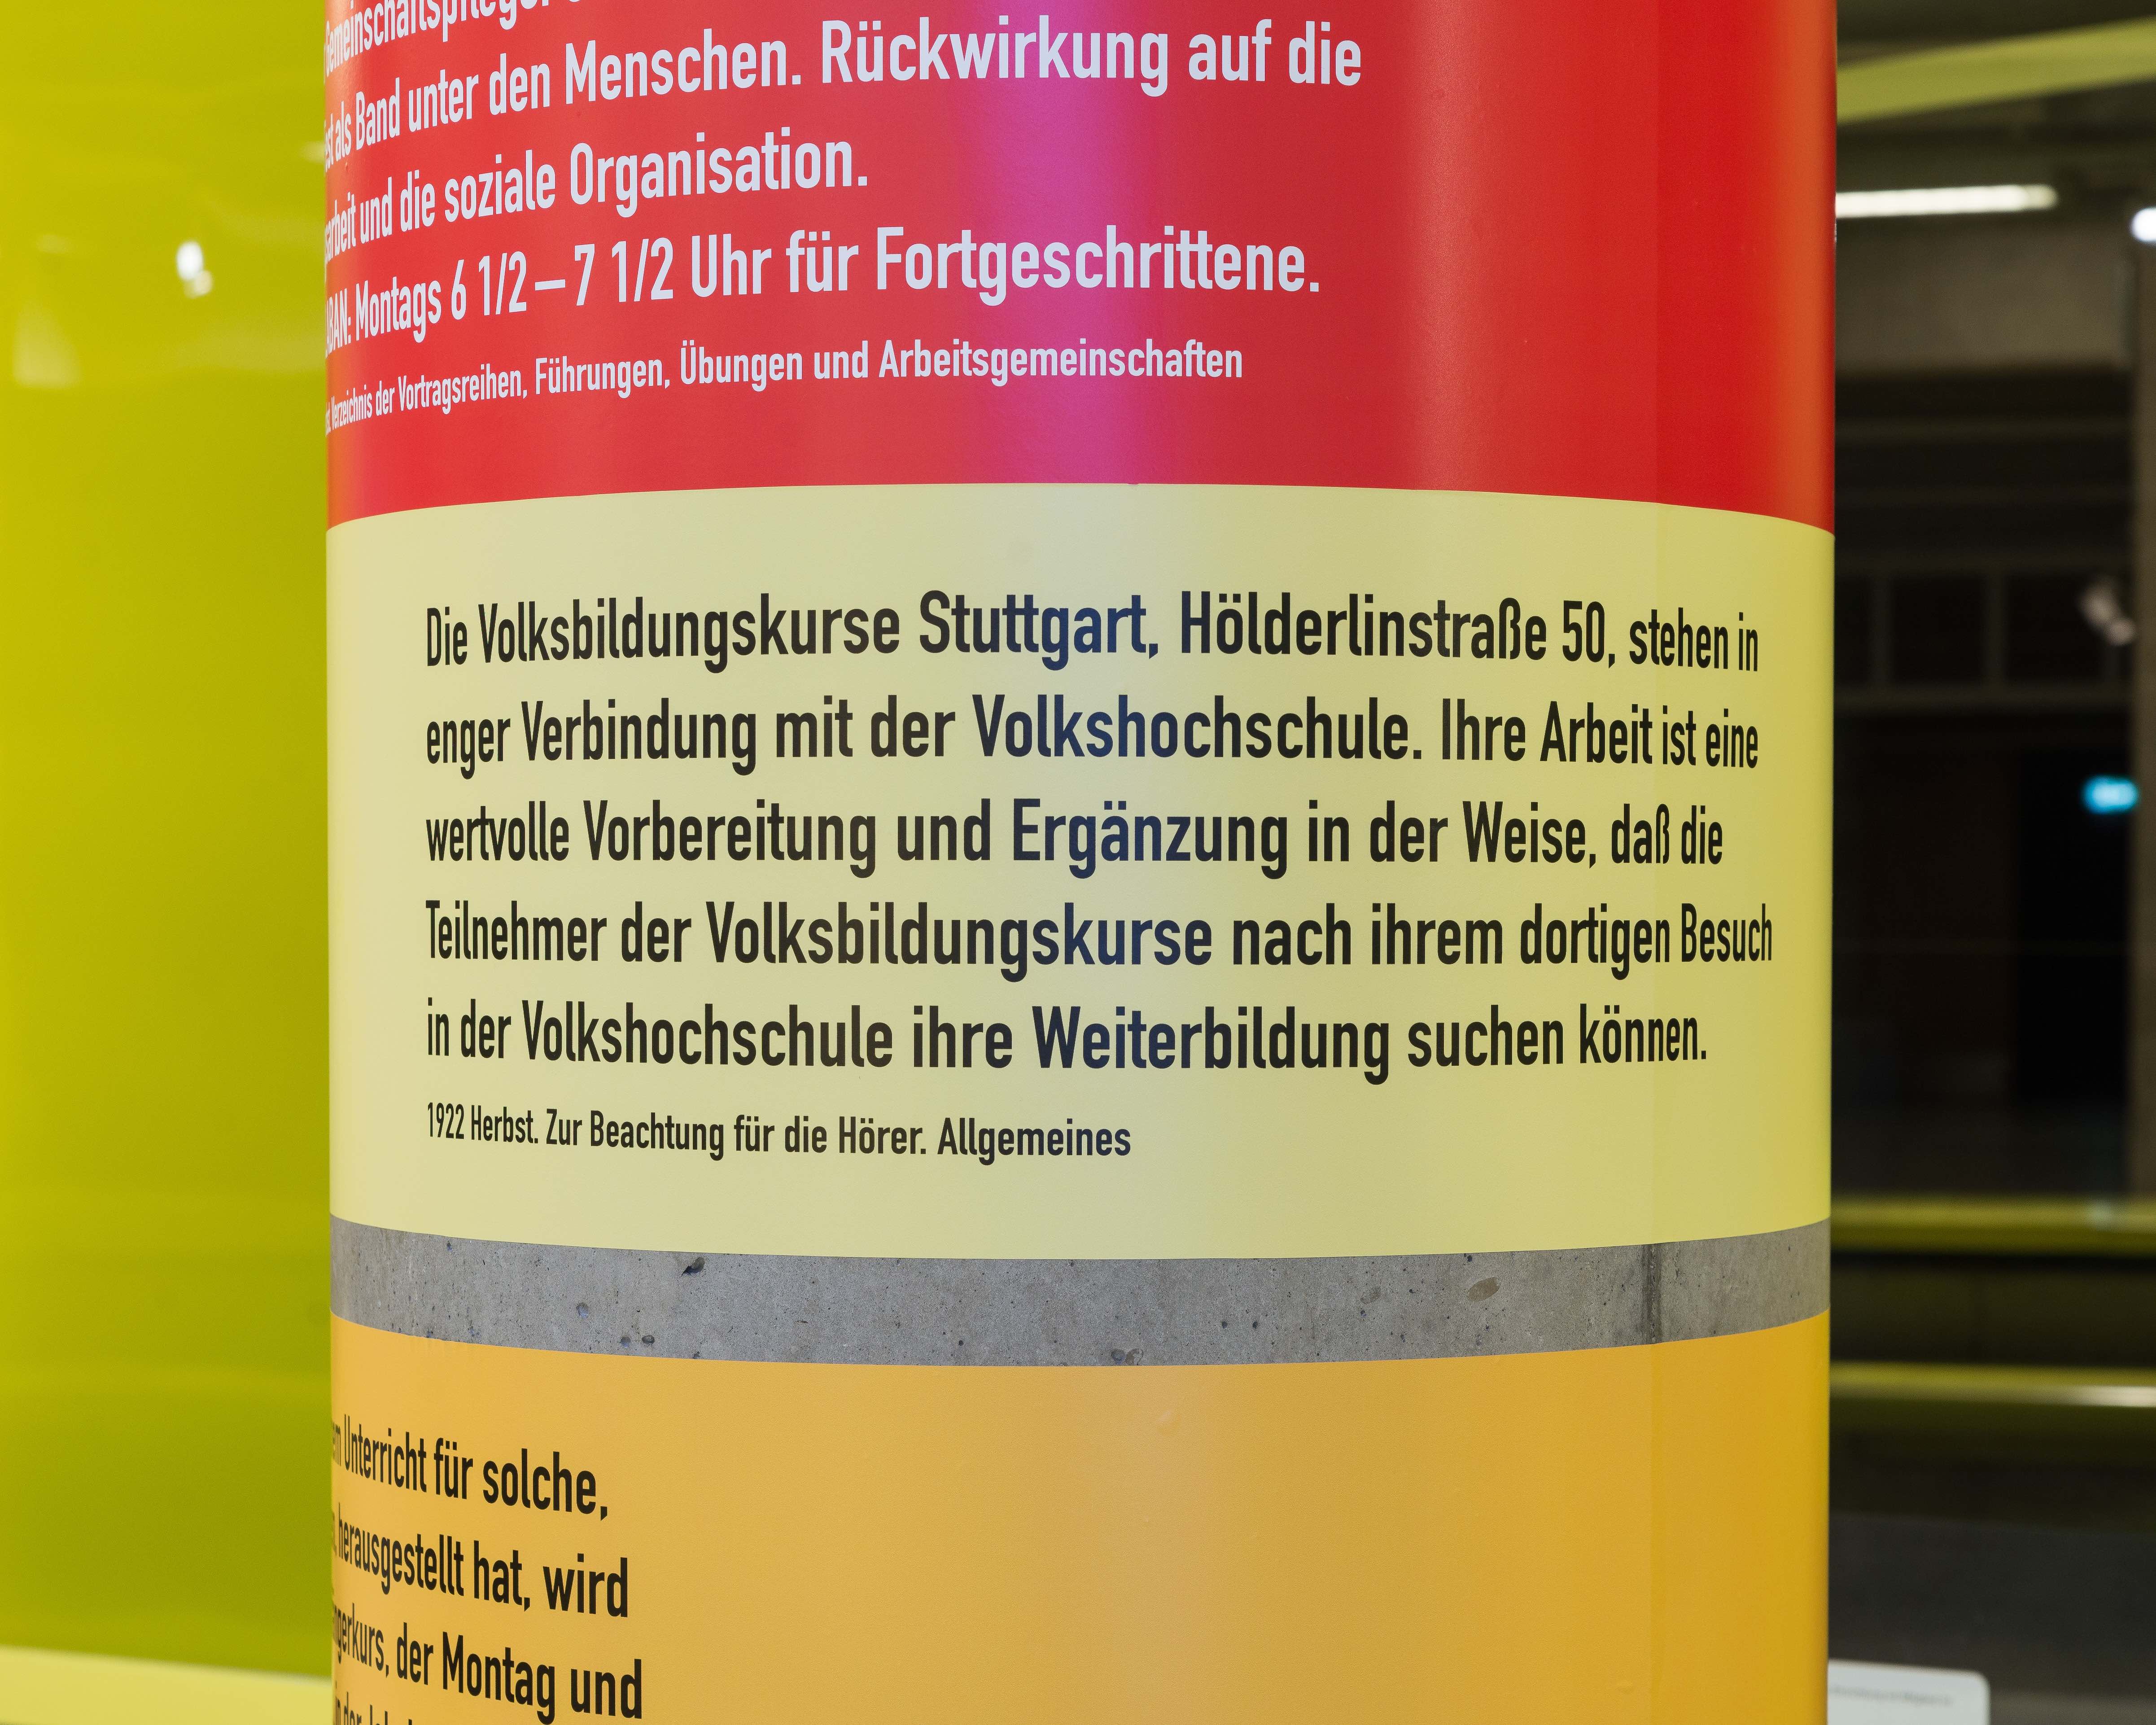 Gemeinschaftspflege.
als Band unter den Menschen. Rückwirkung auf die
und die soziale Organisation.
Montags 6 1/2 – 7 1/2 Uhr für Fortgeschrittene.
Verzeichnis der Vortragsreihen, Führungen, Übungen und Arbeitsgemeinschaften
Die Volksbildungskurse Stuttgart, Hölderlinstraße 50, stehen in
enger Verbindung mit der Volkshochschule. Ihre Arbeit ist eine
wertvolle Vorbereitung und Ergänzung in der Weise, daß die
Teilnehmer der Volksbildungskurse nach ihrem dortigen Besuch
in der Volkshochschule ihre Weiterbildung suchen können.
1922 Herbst. Zur Beachtung für die Hörer. Allgemeines
Unterricht für solche,
herausgestellt hat, wird
der Montag und
in der